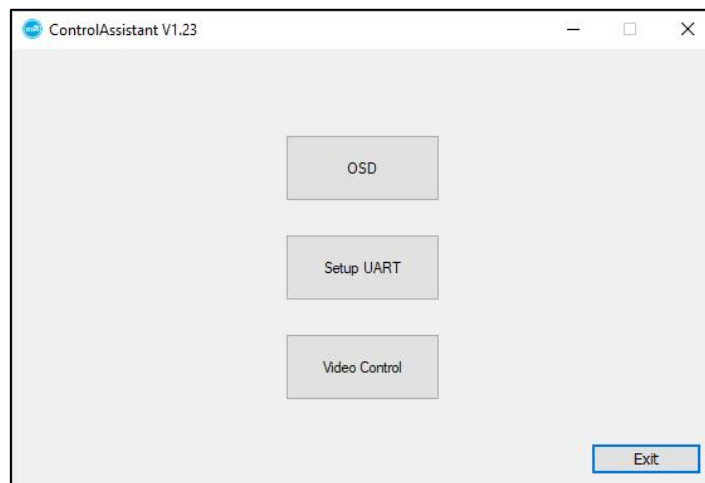 ControlAssistant V1.23
OSD
Setup UART
Video Control
Exit